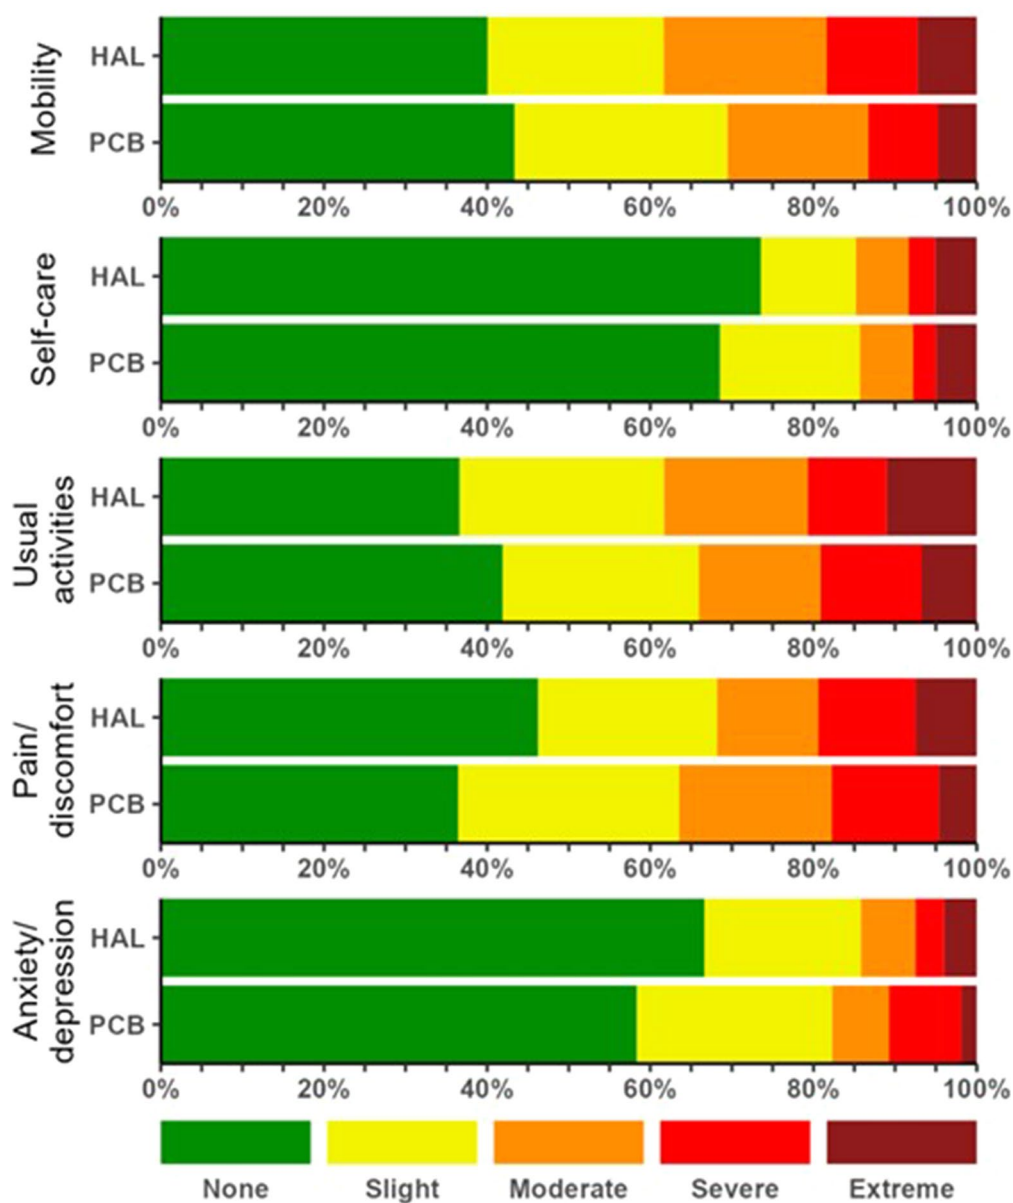 Mobility
HAL
PCB
0% 20% 40% 60% 80% 100%
Self-care
HAL
PCB
0% 20% 40% 60% 80% 100%
Usual
activities
HAL
PCB
0% 20% 40% 60% 80% 100%
Pain/
discomfort
HAL
PCB
0% 20% 40% 60% 80% 100%
Anxiety/
depression
HAL
PCB
0% 20% 40% 60% 80% 100%
None Slight Moderate Severe Extreme